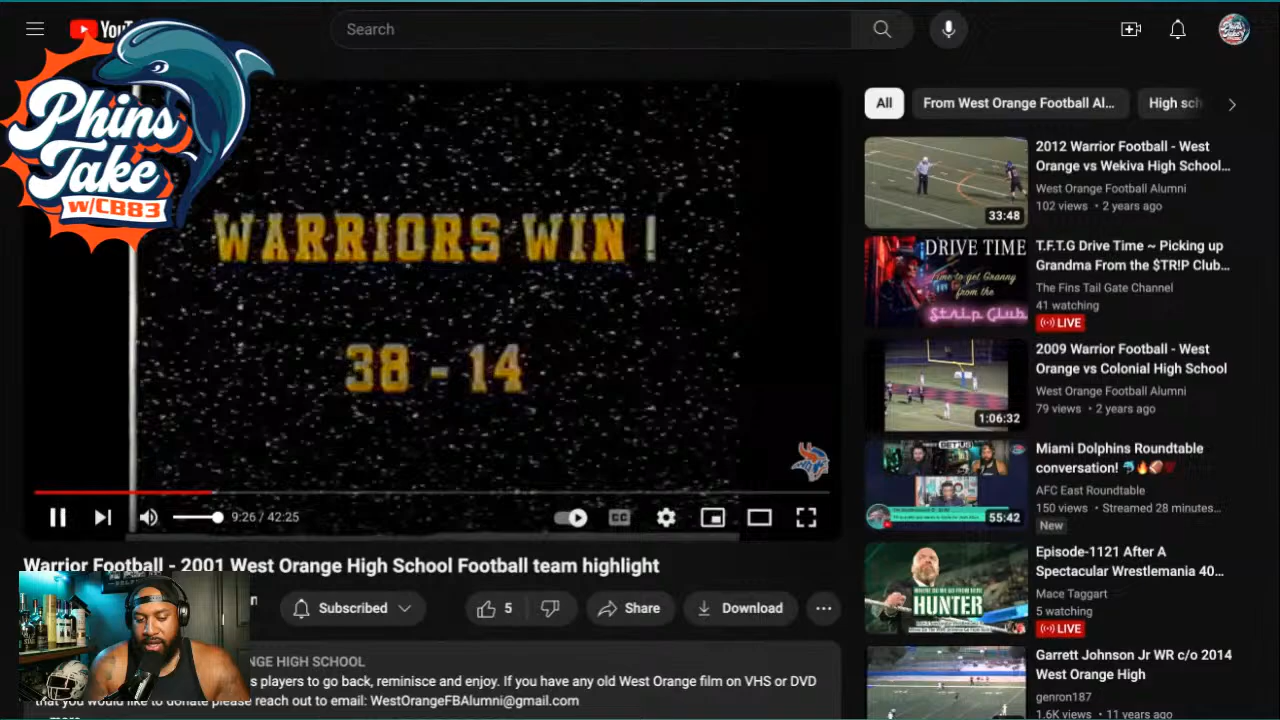 YouT
Search
Phins
Take
w/CB83
WARRIORS WIN !
38 - 14
9:26 / 42:25
CC
Warrior Football - 2001 West Orange High School Football team highlight
Subscribed
5
Share
Download
NGE HIGH SCHOOL
s players to go back, reminisce and enjoy. If you have any old West Orange film on VHS or DVD
that you would like to donate please reach out to email: WestOrangeFBAlumni@gmail.com
All
From West Orange Football Al...
High sch
33:48
2012 Warrior Football - West
Orange vs Wekiva High School...
West Orange Football Alumni
102 views • 2 years ago
DRIVE TIME
Time to get Granny
from the
Strip Club
T.F.T.G Drive Time ~ Picking up
Grandma From the $TR!P Club...
The Fins Tail Gate Channel
41 watching
LIVE
1:06:32
2009 Warrior Football - West
Orange vs Colonial High School
West Orange Football Alumni
79 views • 2 years ago
55:42
Miami Dolphins Roundtable
conversation!
AFC East Roundtable
150 views • Streamed 28 minutes...
New
HUNTER
Episode-1121 After A
Spectacular Wrestlemania 40...
Mace Taggart
5 watching
LIVE
Garrett Johnson Jr WR c/o 2014
West Orange High
genron187
1.6K views • 11 years ago